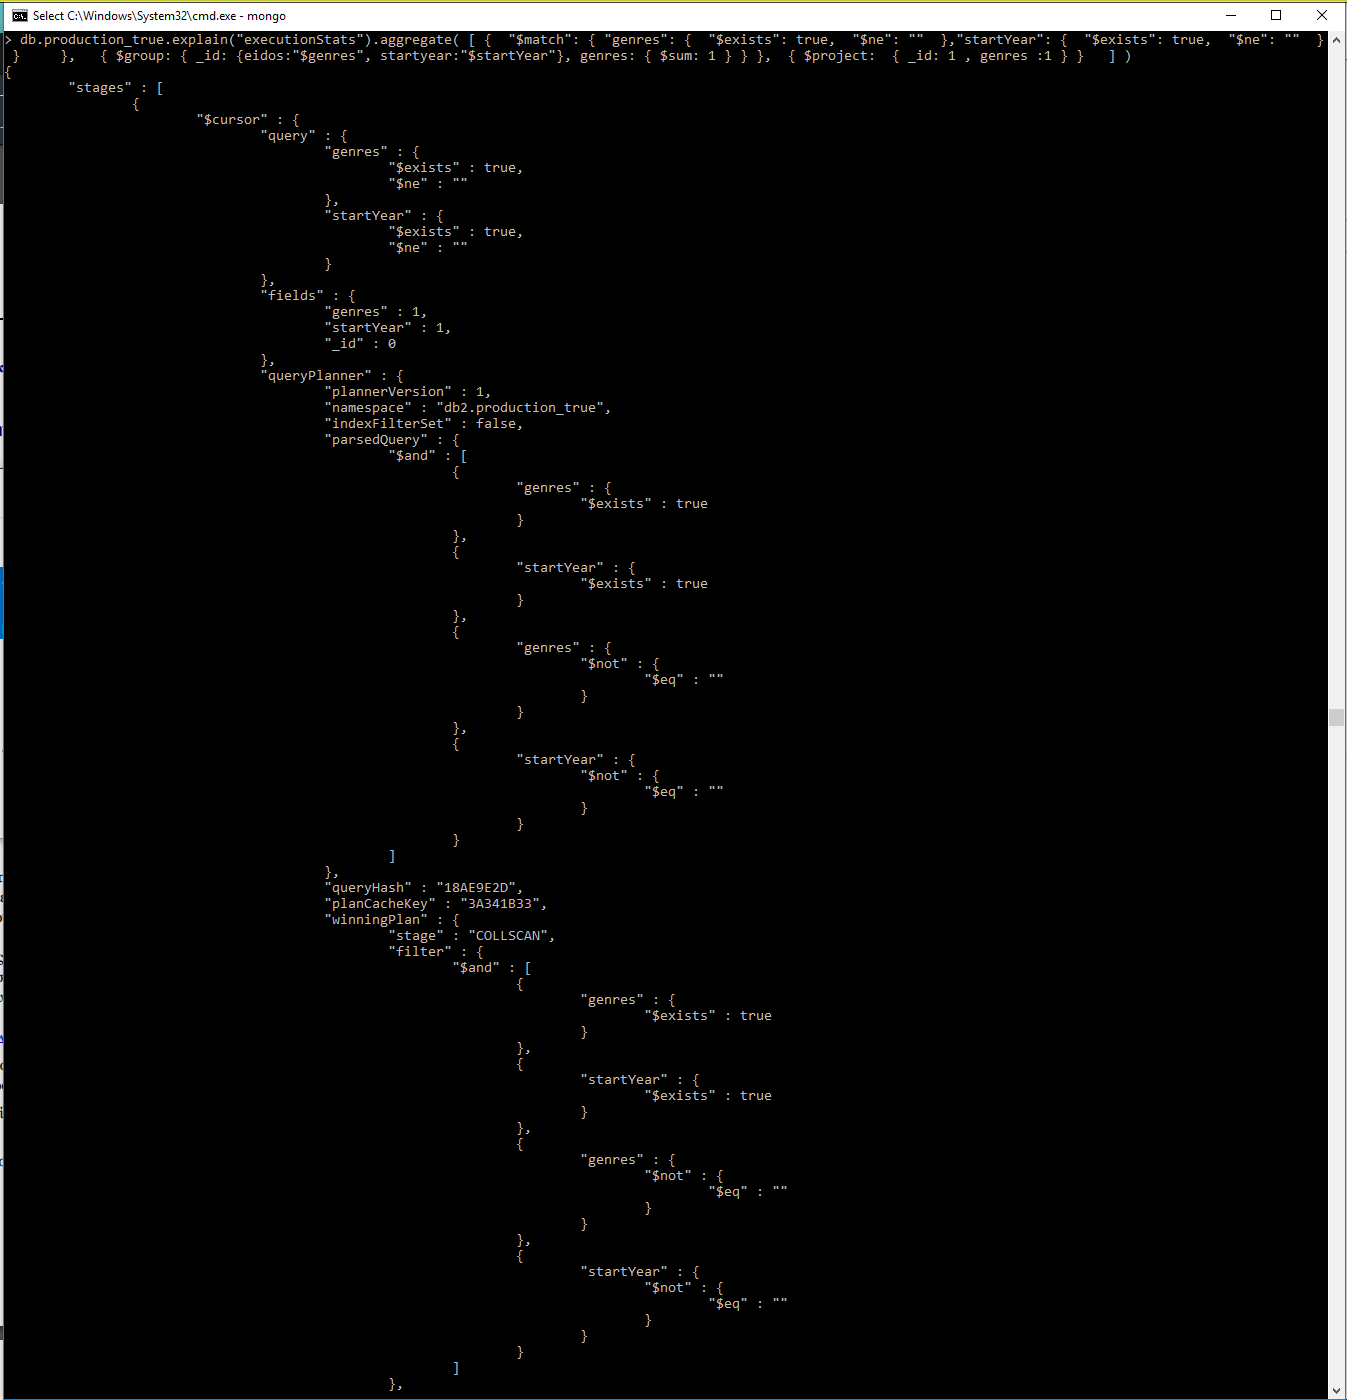 Select C:\Windows\System32\cmd.exe - mongo
> db.production_true.explain("executionStats").aggregate( [ {  "$match": { "genres": {  "$exists": true,  "$ne": ""  },"startYear": {  "$exists": true,  "$ne": ""  }
 }     },   { $group: { _id: {eidos:"$genres", startyear:"$startYear"}, genres: { $sum: 1 } } },  { $project:  { _id: 1 , genres :1 } }   ] )
{
        "stages" : [
                {
                        "$cursor" : {
                                "query" : {
                                        "genres" : {
                                                "$exists" : true,
                                                "$ne" : ""
                                        },
                                        "startYear" : {
                                                "$exists" : true,
                                                "$ne" : ""
                                        }
                                },
                                "fields" : {
                                        "genres" : 1,
                                        "startYear" : 1,
                                        "_id" : 0
                                },
                                "queryPlanner" : {
                                        "plannerVersion" : 1,
                                        "namespace" : "db2.production_true",
                                        "indexFilterSet" : false,
                                        "parsedQuery" : {
                                                "$and" : [
                                                        {
                                                                "genres" : {
                                                                        "$exists" : true
                                                                }
                                                        },
                                                        {
                                                                "startYear" : {
                                                                        "$exists" : true
                                                                }
                                                        },
                                                        {
                                                                "genres" : {
                                                                        "$not" : {
                                                                                "$eq" : ""
                                                                        }
                                                                }
                                                        },
                                                        {
                                                                "startYear" : {
                                                                        "$not" : {
                                                                                "$eq" : ""
                                                                        }
                                                                }
                                                        }
                                                ]
                                        },
                                        "queryHash" : "18AE9E2D",
                                        "planCacheKey" : "3A341B33",
                                        "winningPlan" : {
                                                "stage" : "COLLSCAN",
                                                "filter" : {
                                                        "$and" : [
                                                                {
                                                                        "genres" : {
                                                                                "$exists" : true
                                                                        }
                                                                },
                                                                {
                                                                        "startYear" : {
                                                                                "$exists" : true
                                                                        }
                                                                },
                                                                {
                                                                        "genres" : {
                                                                                "$not" : {
                                                                                        "$eq" : ""
                                                                                }
                                                                        }
                                                                },
                                                                {
                                                                        "startYear" : {
                                                                                "$not" : {
                                                                                        "$eq" : ""
                                                                                }
                                                                        }
                                                                }
                                                        ]
                                                },